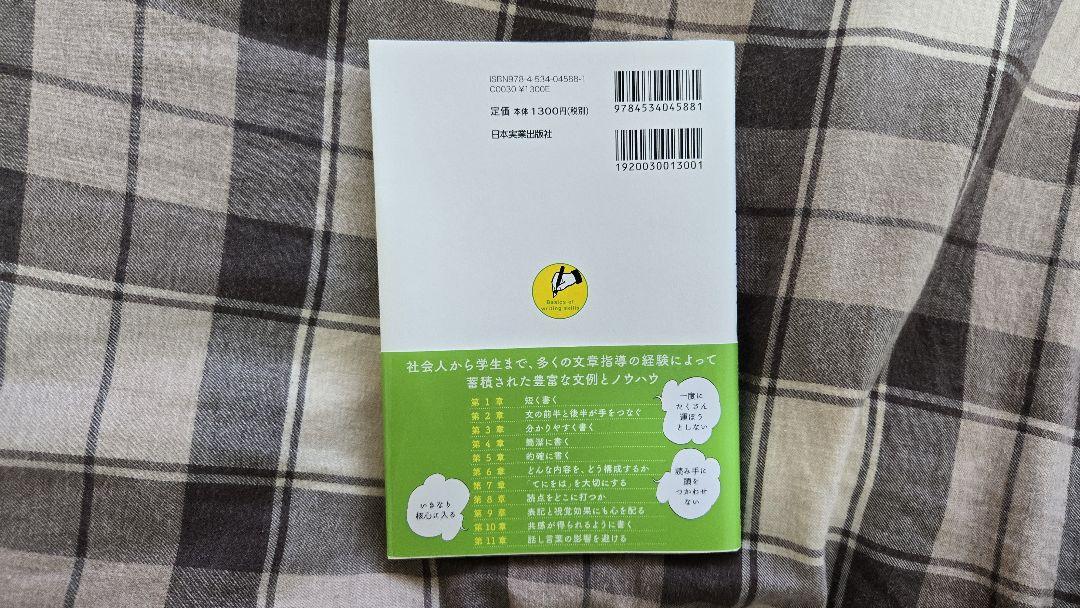 ISBN978-4-534-04588-1
C0030 ¥1300E
定価 本体1300円(税別)
日本実業出版社
9784534045881
1920030013001
Basics of
writing skills
社会人から学生まで、多くの文章指導の経験によって
蓄積された豊富な文例とノウハウ
第1章 短く書く
第2章 文の前半と後半が手をつなぐ
第3章 分かりやすく書く
第4章 簡潔に書く
第5章 的確に書く
第6章 どんな内容を、どう構成するか
第7章 「てにをは」を大切にする
第8章 読点をどこに打つか
第9章 表記と視覚効果にも心を配る
第10章 共感が得られるように書く
第11章 話し言葉の影響を避ける
一度に
たくさん
運ぼう
としない
読み手に
頭を
つかわせ
ない
いきなり
核心に入る